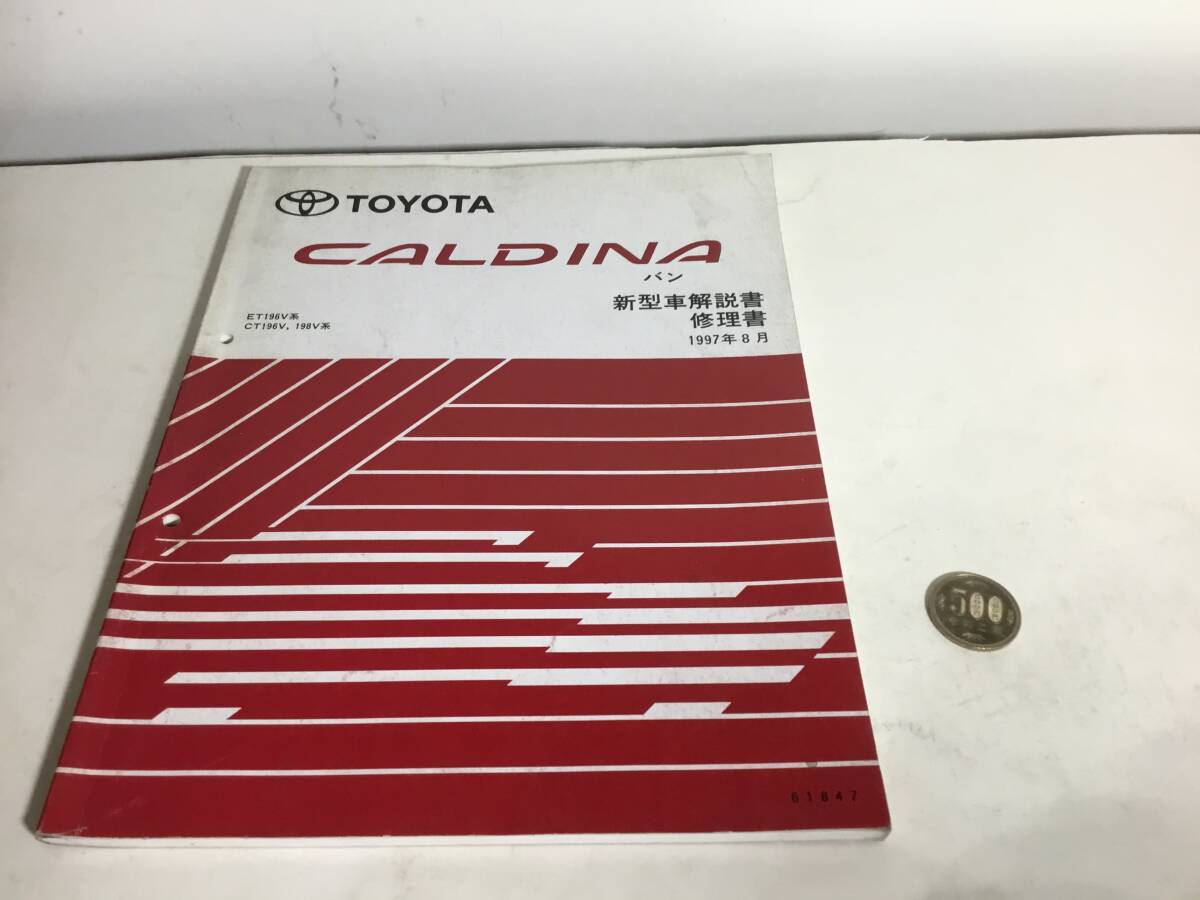 TOYOTA
CALDINA
バン
ET196V系
CT196V, 198V系
新型車解説書
修理書
1997年8月
61847
500